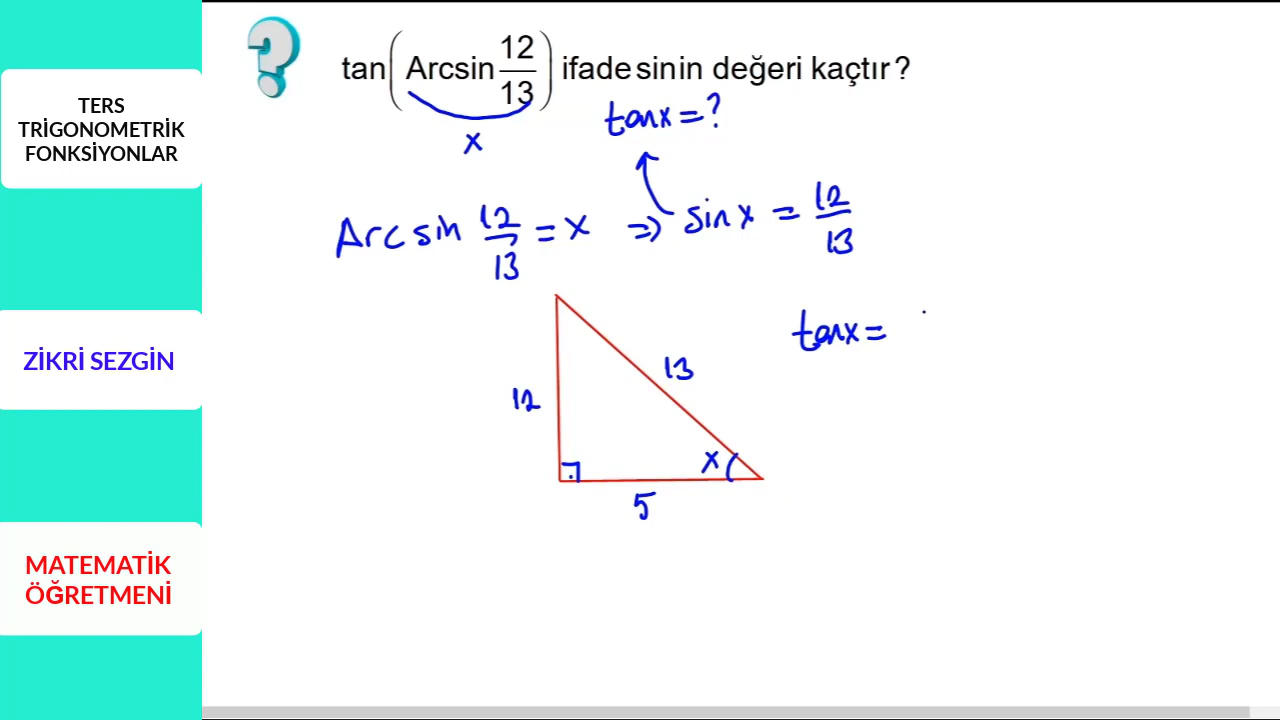 TERS
TRİGONOMETRİK
FONKSİYONLAR
ZİKRİ SEZGİN
MATEMATİK
ÖĞRETMENİ
tan(Arcsin 12/13) ifadesinin değeri kaçtır?
x
tanx = ?
Arcsin 12/13 = x ⇒ sinx = 12/13
tanx =
12
13
x
5